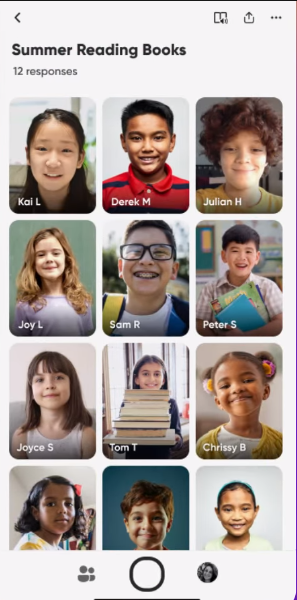 Summer Reading Books
12 responses
Kai L
Derek M
Julian H
Joy L
Sam R
Peter S
Joyce S
Tom T
Chrissy B